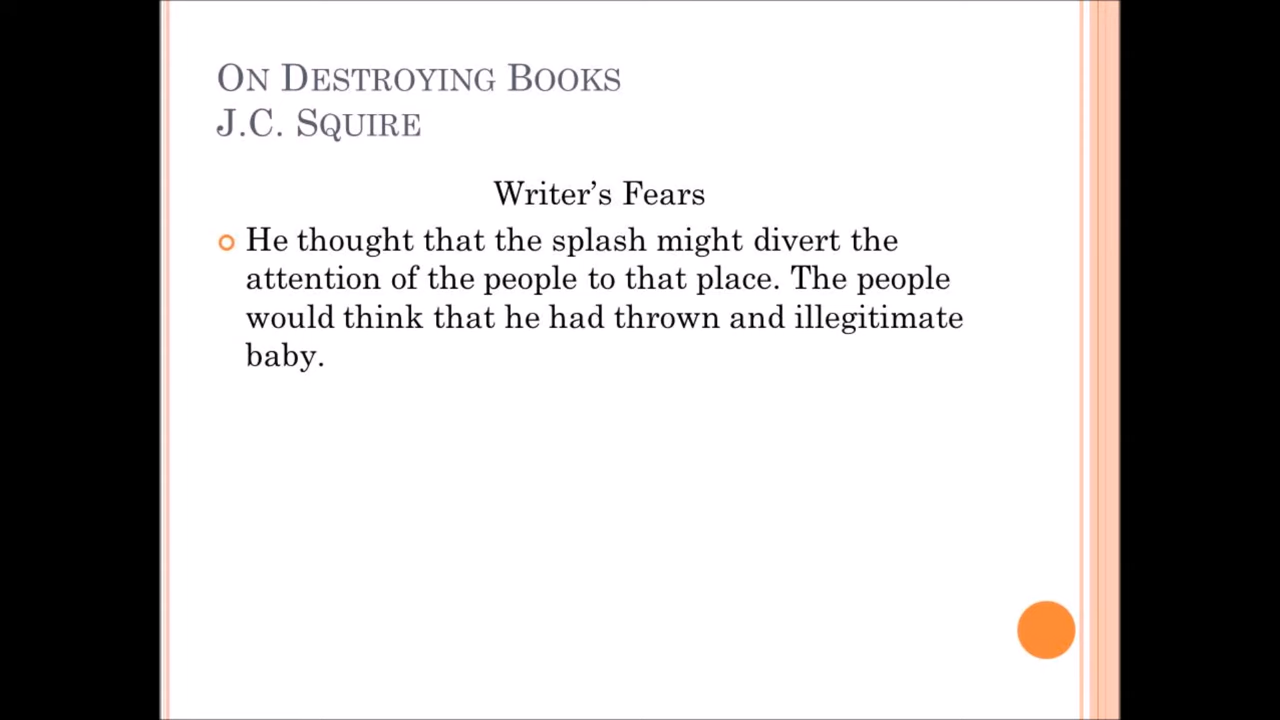 ON DESTROYING BOOKS
J.C. SQUIRE
Writer's Fears
He thought that the splash might divert the
attention of the people to that place. The people
would think that he had thrown and illegitimate
baby.